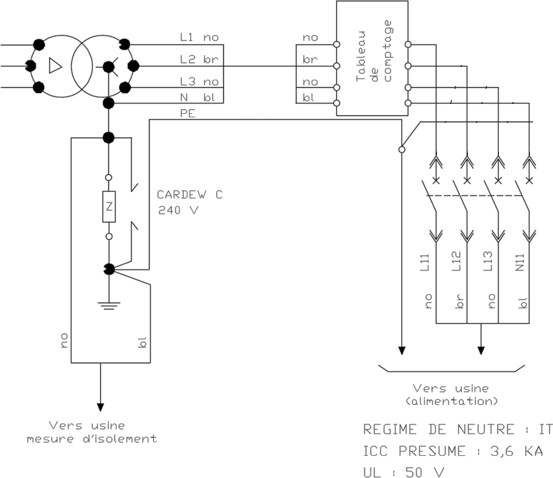 L1 no
L2 br
L3 no
N bl
PE
no
br
no
bl
Tableau
de
comptage
Z
CARDEW C
240 V
L11
L12
L13
N11
no
br
no
bl
no
bl
Vers usine
mesure d'isolement
Vers usine
(alimentation)
REGIME DE NEUTRE : IT
ICC PRESUME : 3,6 KA
UL : 50 V